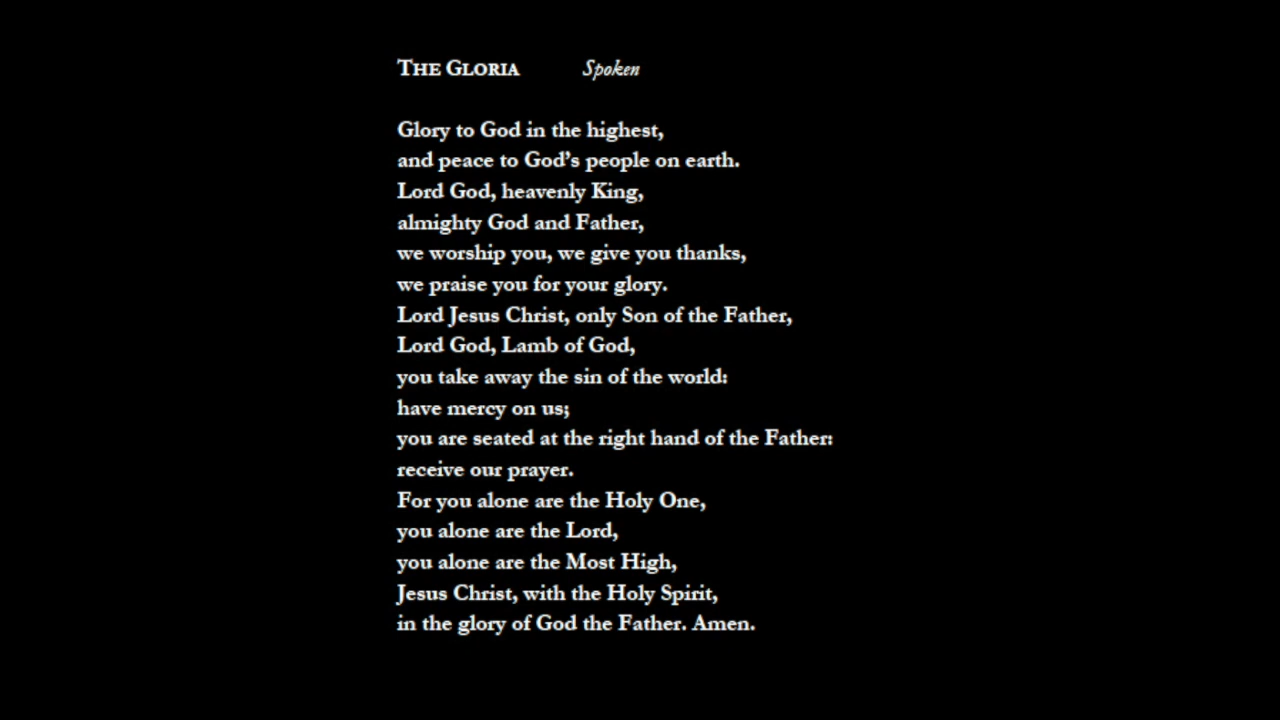 THE GLORIA Spoken
Glory to God in the highest,
and peace to God’s people on earth.
Lord God, heavenly King,
almighty God and Father,
we worship you, we give you thanks,
we praise you for your glory.
Lord Jesus Christ, only Son of the Father,
Lord God, Lamb of God,
you take away the sin of the world:
have mercy on us;
you are seated at the right hand of the Father:
receive our prayer.
For you alone are the Holy One,
you alone are the Lord,
you alone are the Most High,
Jesus Christ, with the Holy Spirit,
in the glory of God the Father. Amen.